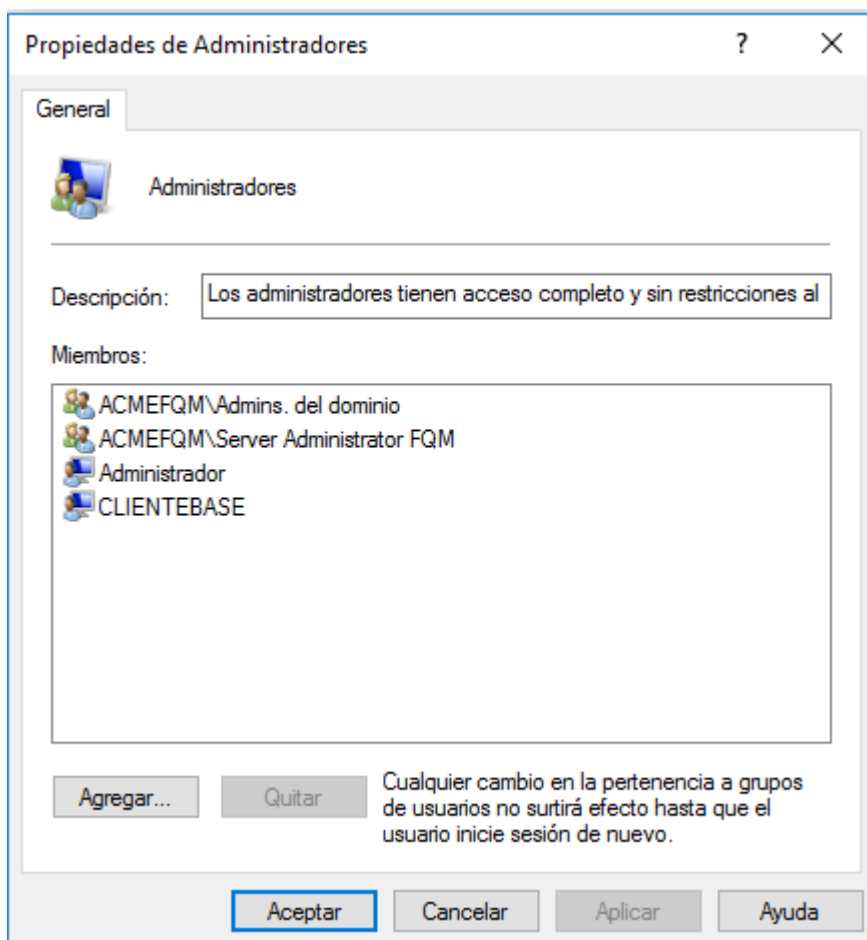 Propiedades de Administradores
?
General
Administradores
Descripción:
Los administradores tienen acceso completo y sin restricciones al
Miembros:
ACMEFQM\Admins. del dominio
ACMEFQM\Server Administrator FQM
Administrador
CLIENTEBASE
Agregar...
Quitar
Cualquier cambio en la pertenencia a grupos
de usuarios no surtirá efecto hasta que el
usuario inicie sesión de nuevo.
Aceptar
Cancelar
Aplicar
Ayuda